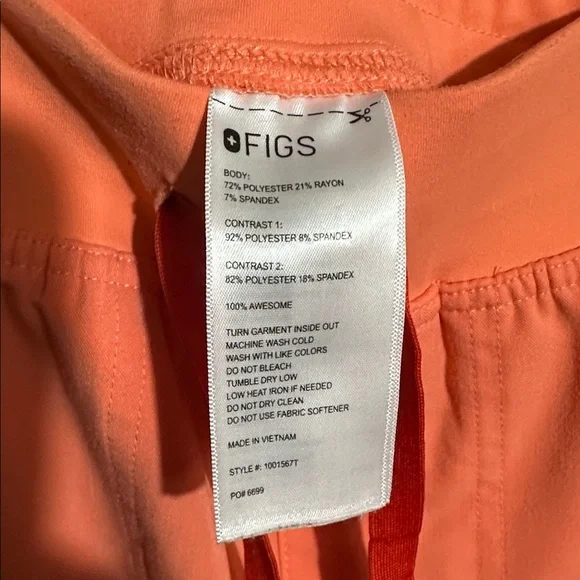 FIGS
BODY:
72% POLYESTER 21% RAYON
7% SPANDEX
CONTRAST 1:
92% POLYESTER 8% SPANDEX
CONTRAST 2:
82% POLYESTER 18% SPANDEX
100% AWESOME
TURN GARMENT INSIDE OUT
MACHINE WASH COLD
WASH WITH LIKE COLORS
DO NOT BLEACH
TUMBLE DRY LOW
LOW HEAT IRON IF NEEDED
DO NOT DRY CLEAN
DO NOT USE FABRIC SOFTENER
MADE IN VIETNAM
STYLE #: 1001567T
PO# 6699